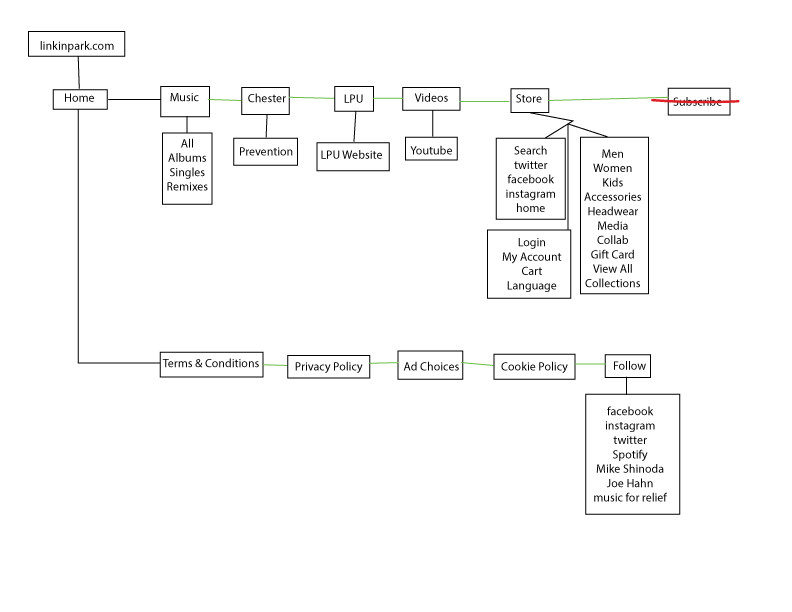 linkinpark.com
Home
Music
Chester
LPU
Videos
Store
Subscribe
All
Albums
Singles
Remixes
Prevention
LPU Website
Youtube
Search
twitter
facebook
instagram
home
Login
My Account
Cart
Language
Men
Women
Kids
Accessories
Headwear
Media
Collab
Gift Card
View All
Collections
Terms & Conditions
Privacy Policy
Ad Choices
Cookie Policy
Follow
facebook
instagram
twitter
Spotify
Mike Shinoda
Joe Hahn
music for relief